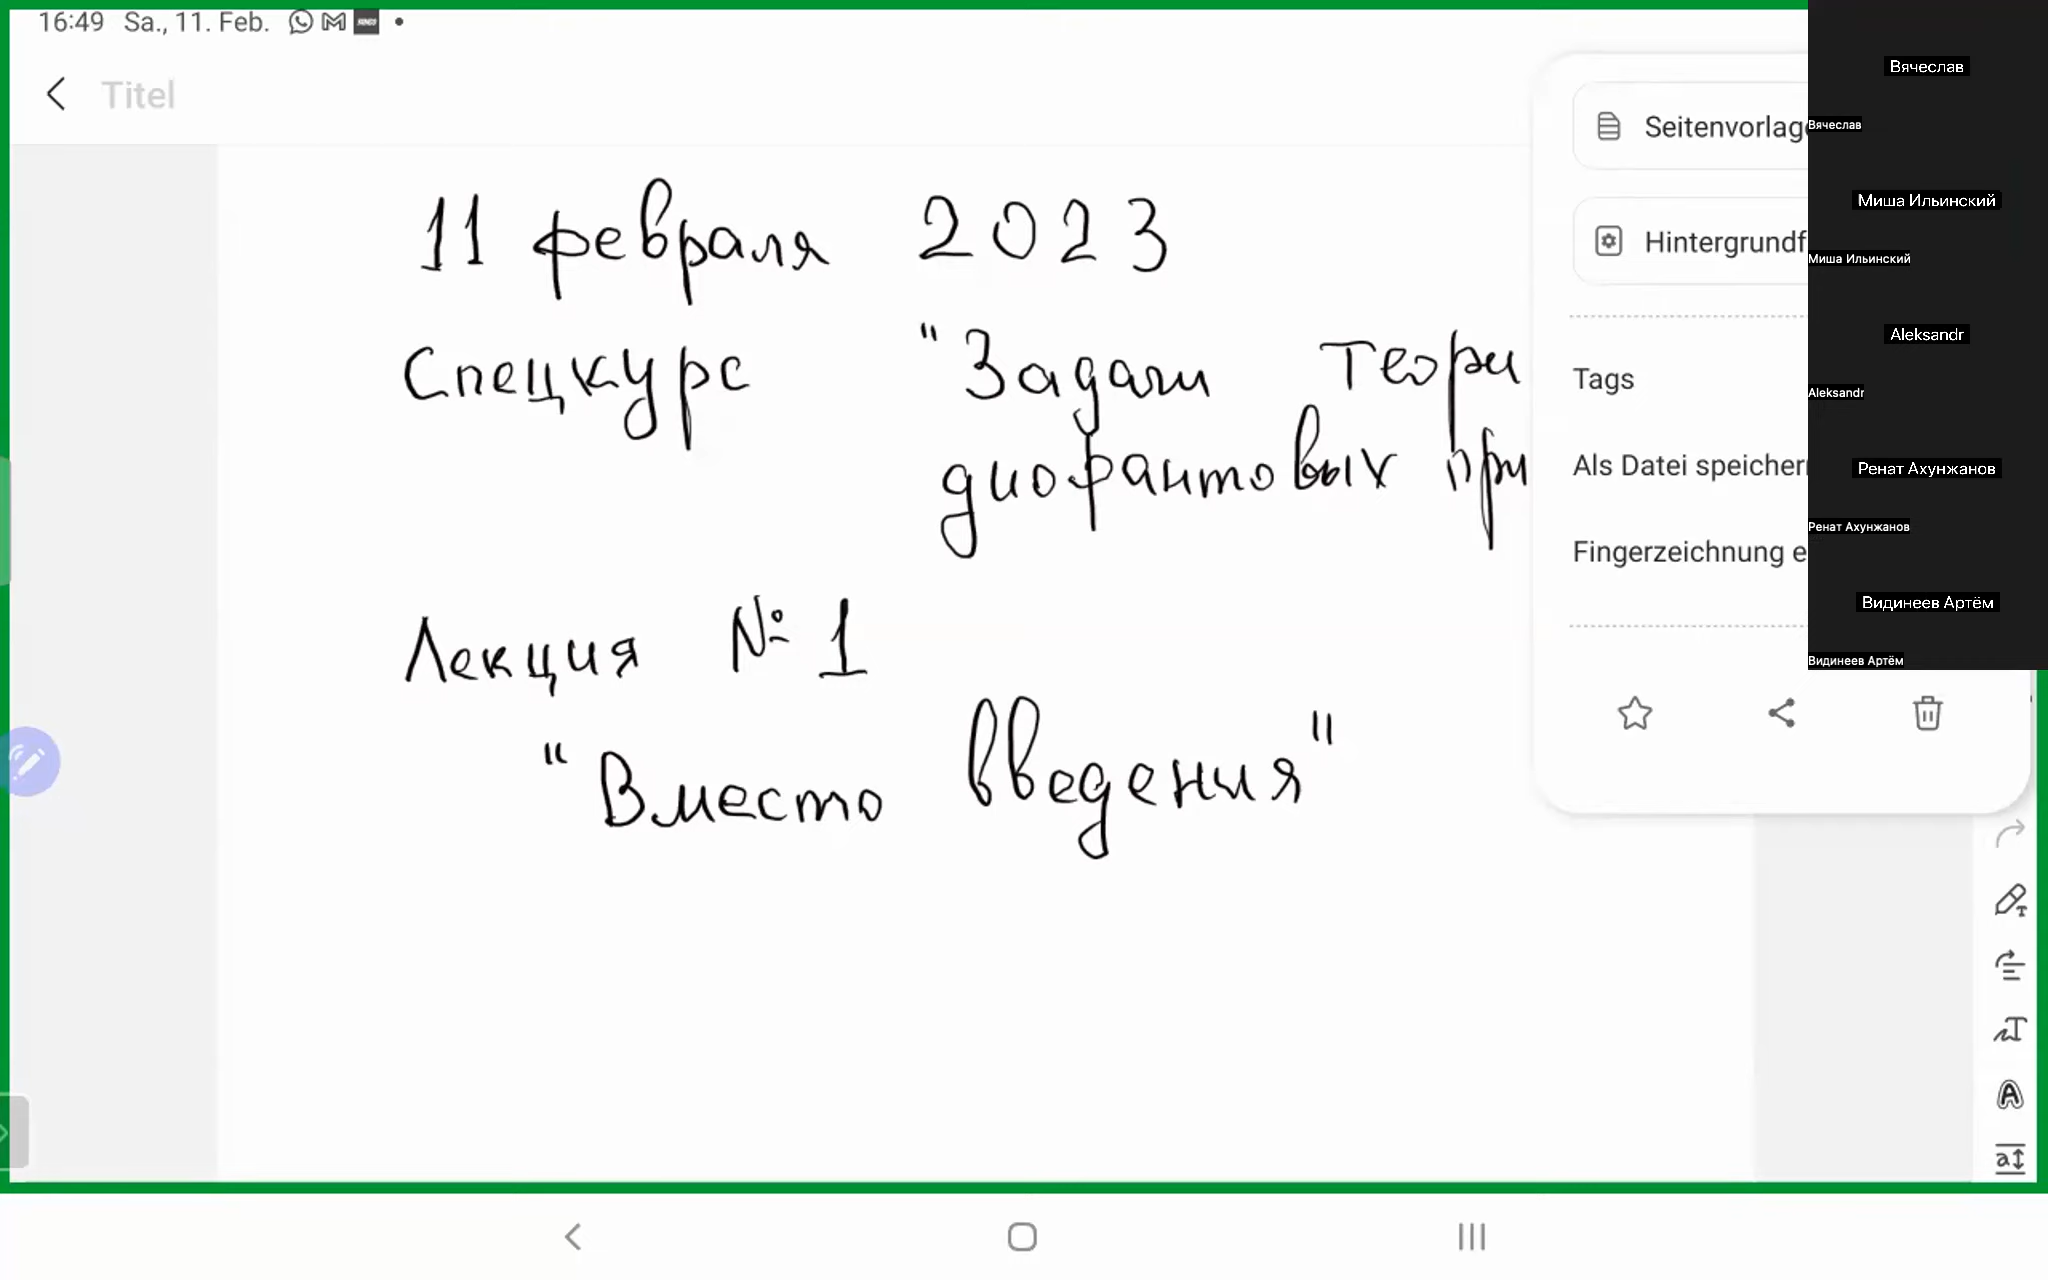 16:49 Sa., 11. Feb.
Titel
11 февраля 2023
Спецкурс "Задачи теори
диофантовых при
Лекция № 1
"Вместо введения"
Seitenvorlag
Hintergrundf
Tags
Als Datei speicher
Fingerzeichnung e
Вячеслав
Вячеслав
Миша Ильинский
Миша Ильинский
Aleksandr
Aleksandr
Ренат Ахунжанов
Ренат Ахунжанов
Видинеев Артём
Видинеев Артём